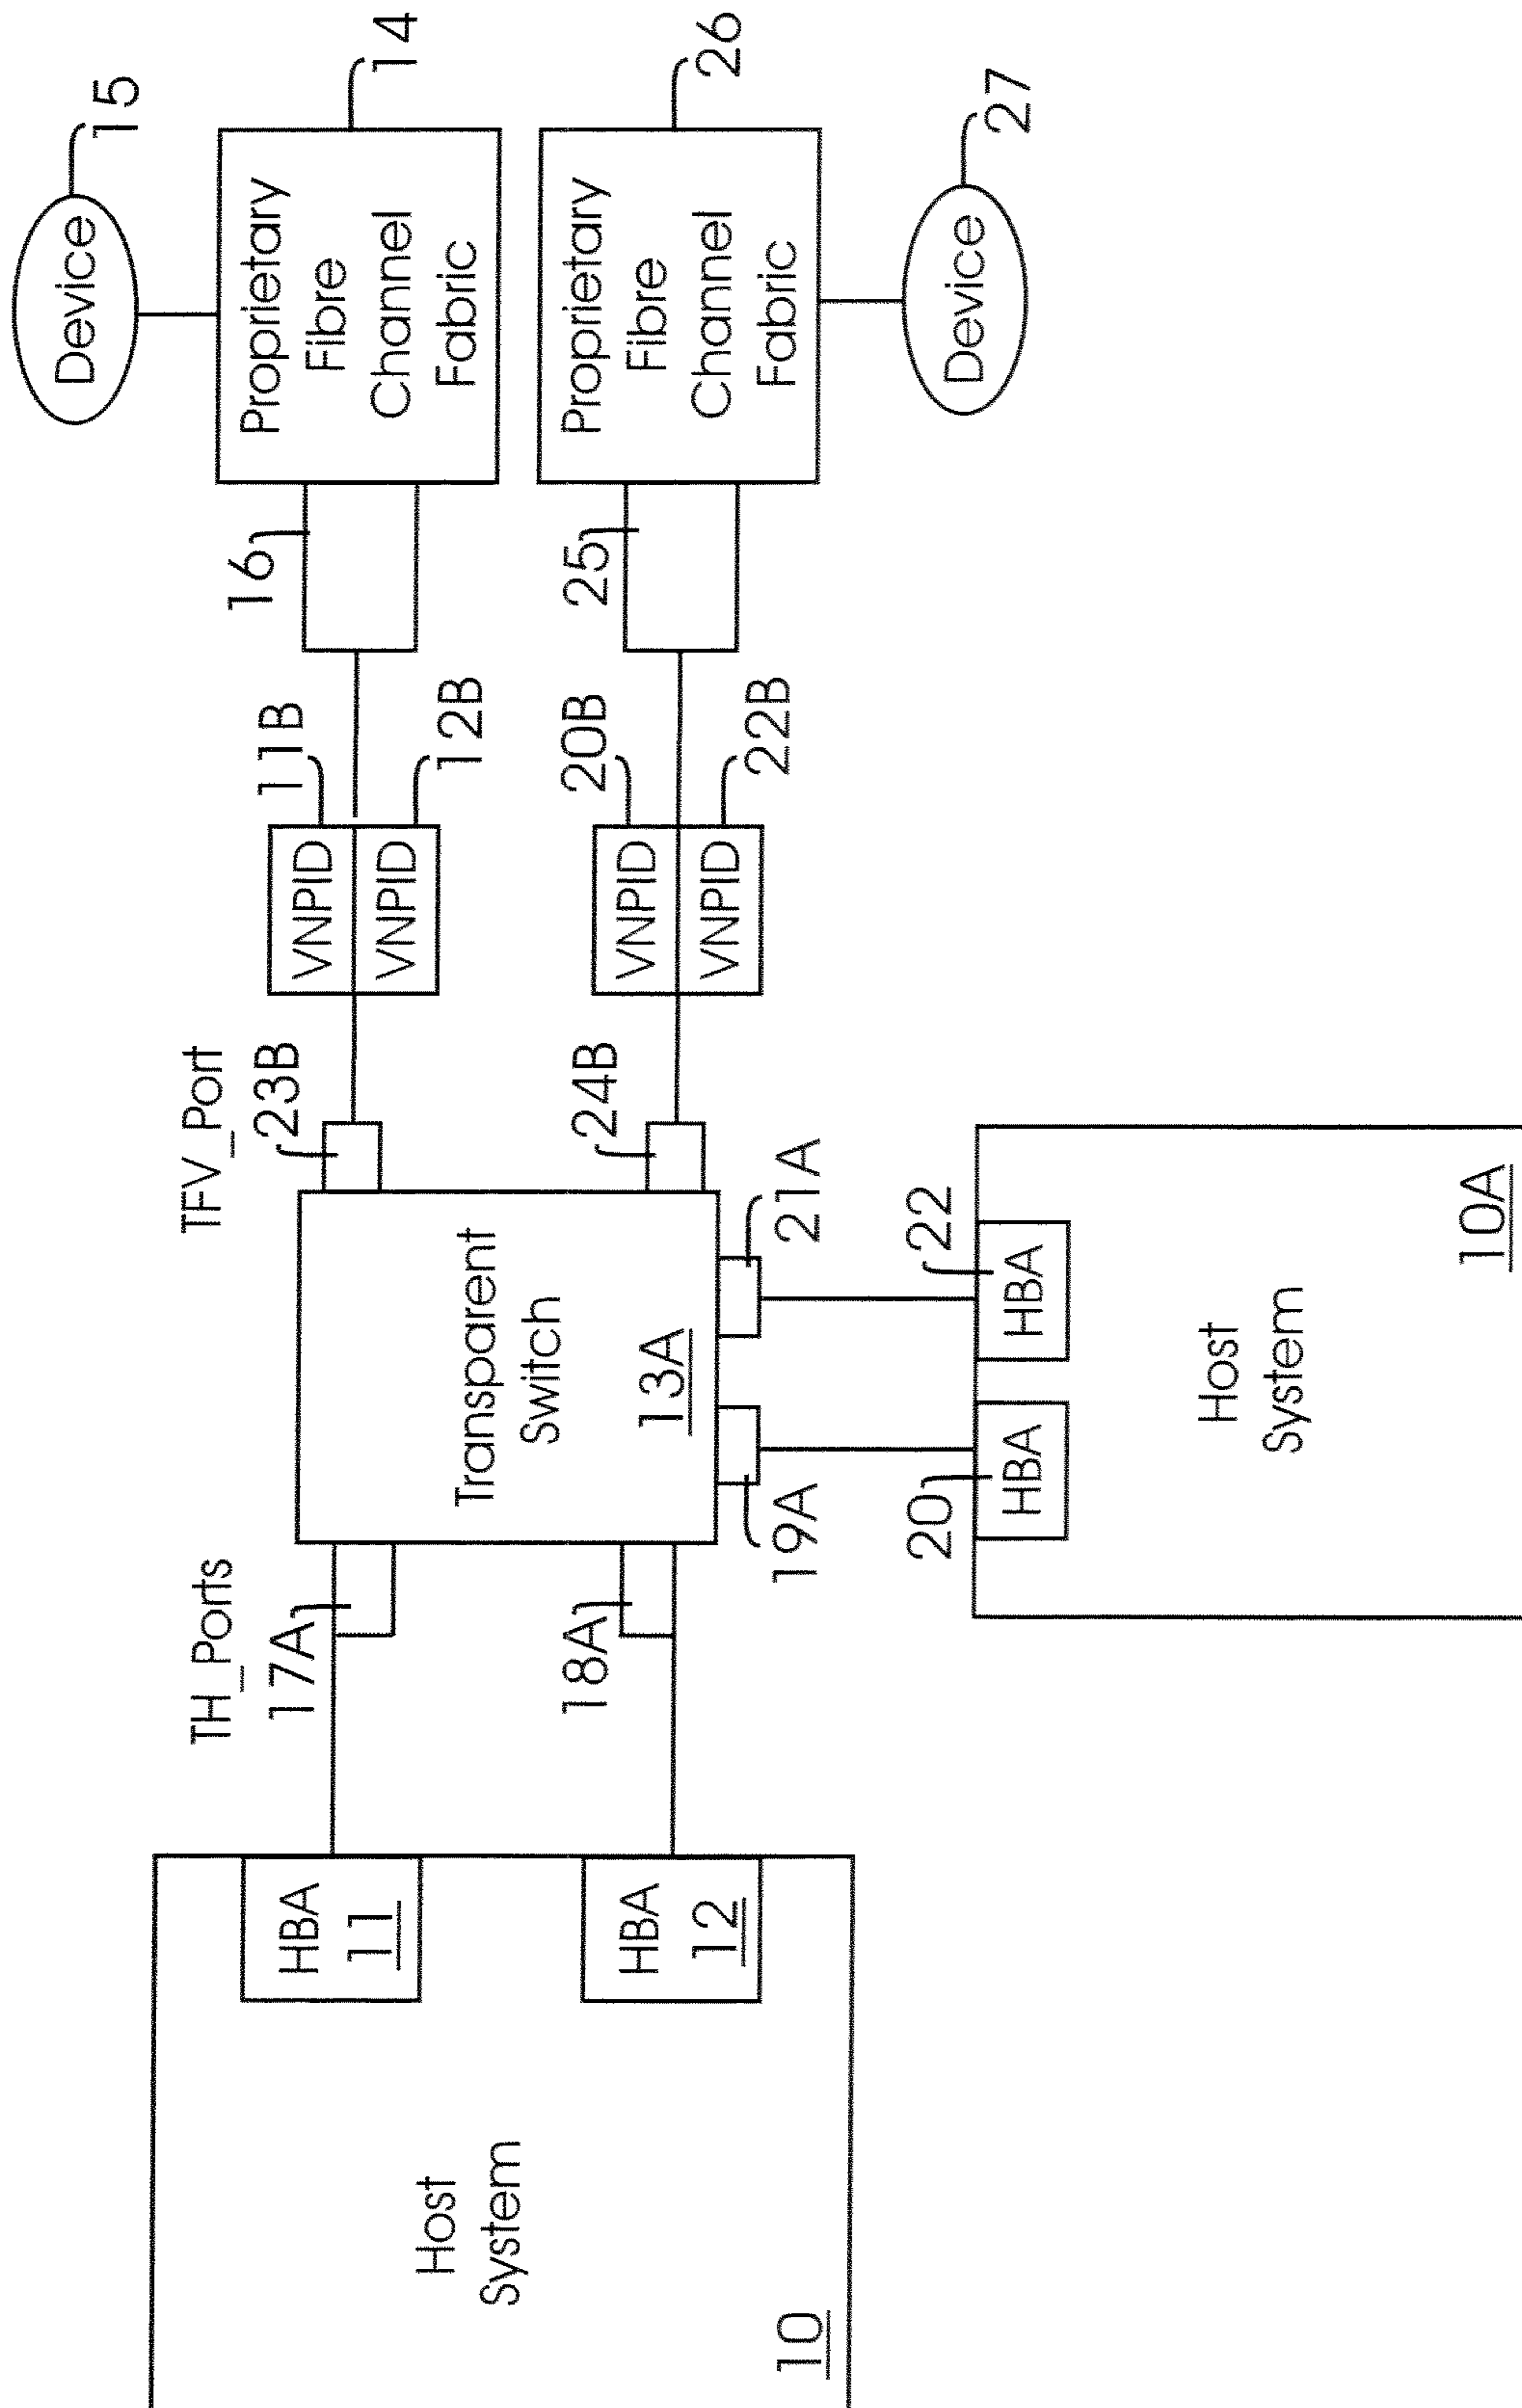 Host
System
10
HBA
11
HBA
12
TH_Ports
17A
18A
Transparent
Switch
13A
19A
21A
TFV_Port
23B
24B
VNPID
VNPID
11B
12B
VNPID
VNPID
20B
22B
16
25
Proprietary
Fibre
Channel
Fabric
14
Device
15
Proprietary
Fibre
Channel
Fabric
26
Device
27
20
HBA
22
HBA
Host
System
10A